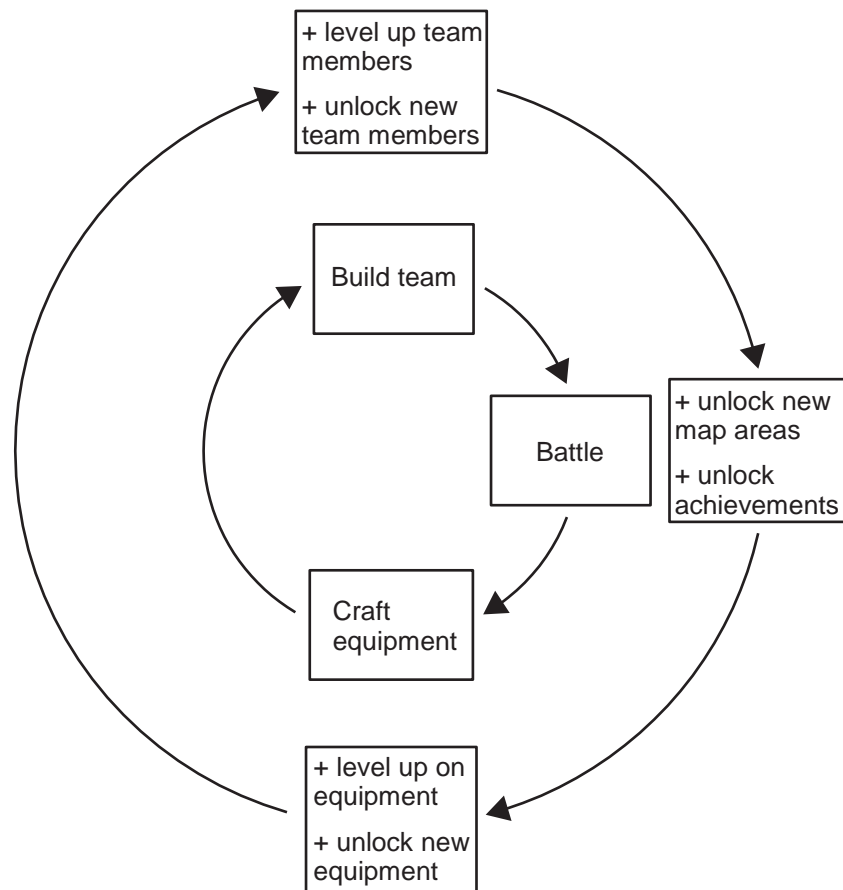 + level up team
members
+ unlock new
team members
Build team
Battle
+ unlock new
map areas
+ unlock
achievements
Craft
equipment
+ level up on
equipment
+ unlock new
equipment